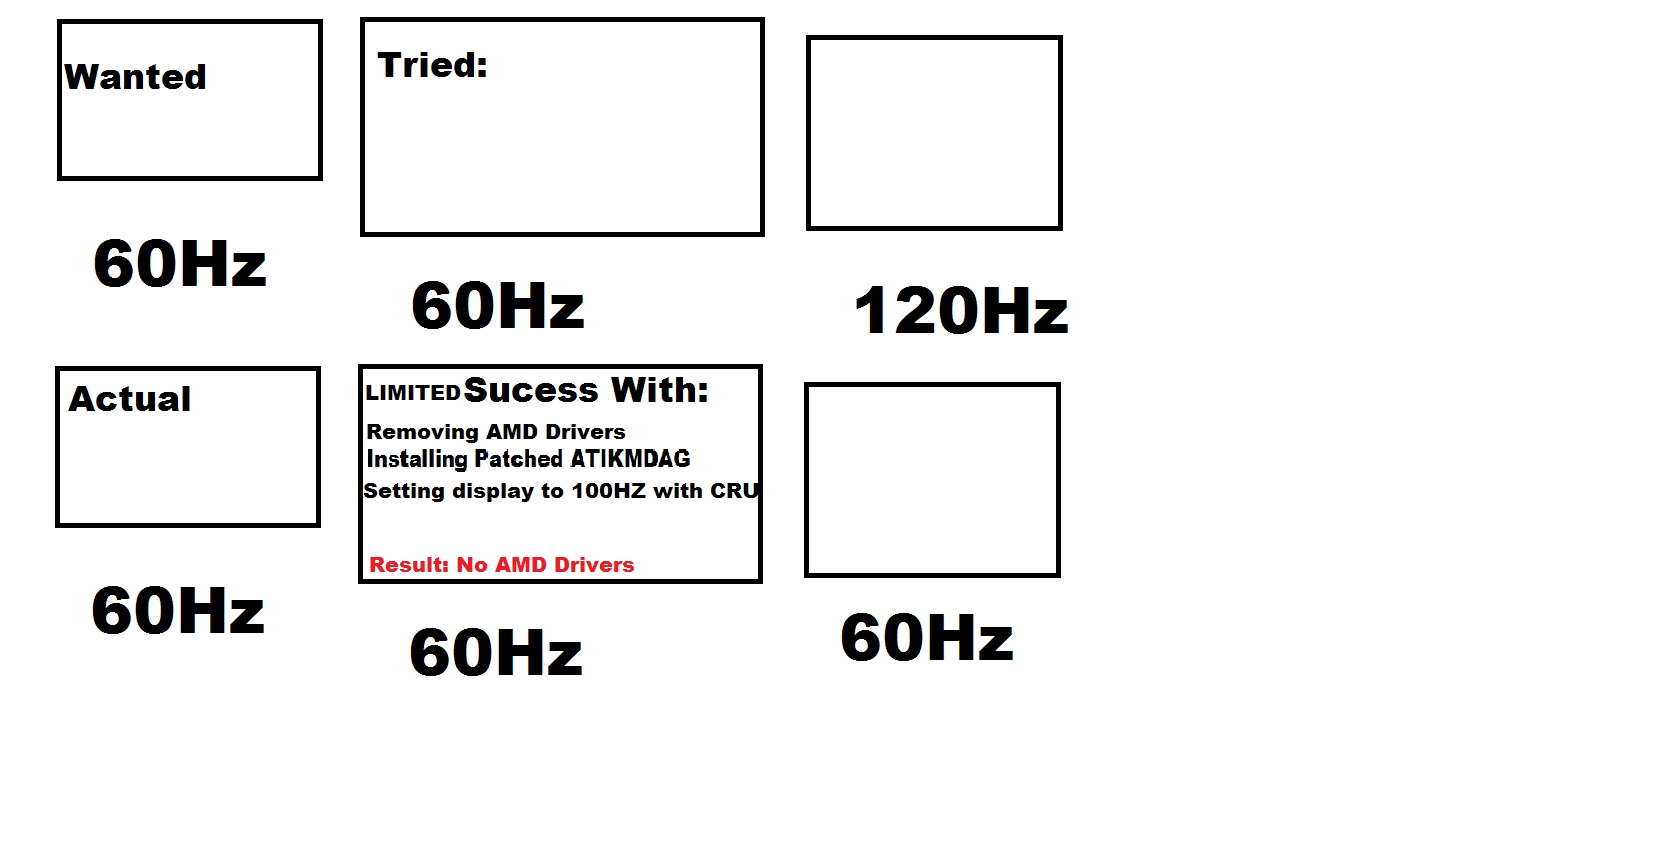 Wanted
Tried:
60Hz
60Hz
120Hz
Actual
LIMITED Sucess With:
Removing AMD Drivers
Installing Patched ATIKMDAG
Setting display to 100HZ with CRU
Result: No AMD Drivers
60Hz
60Hz
60Hz